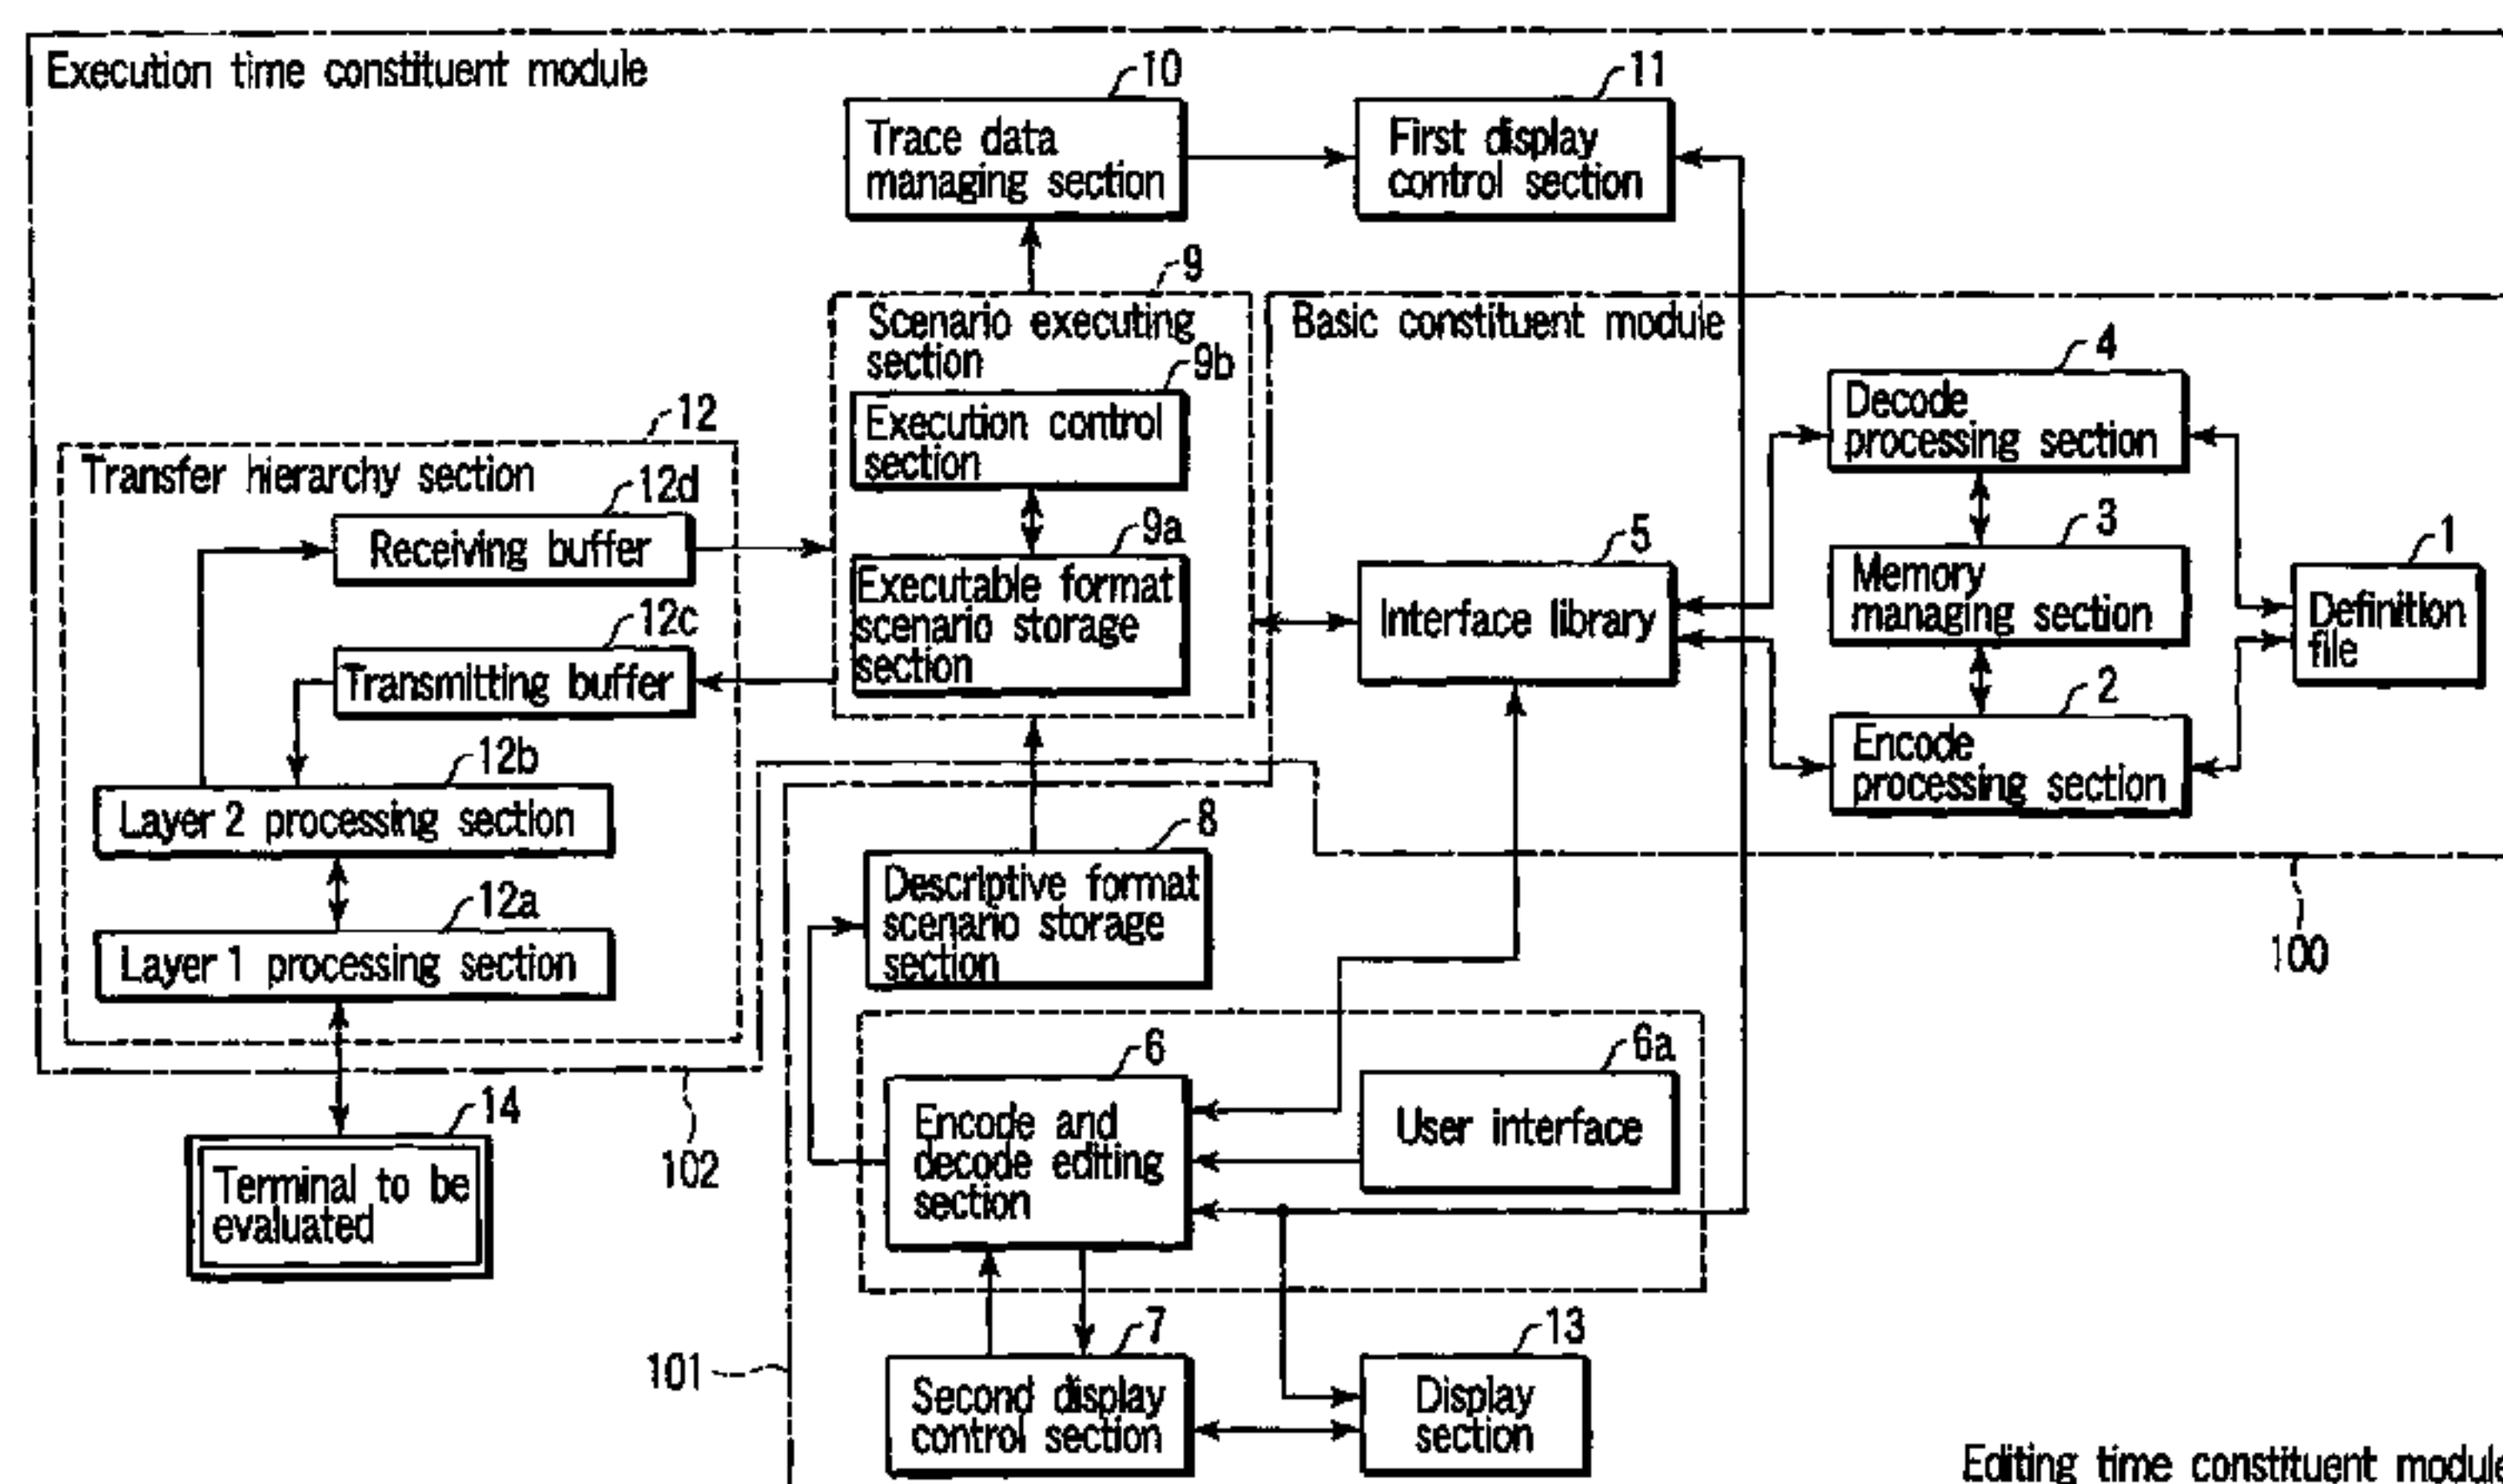 Execution time constituent module
10
11
Trace data
managing section
First display
control section
9
Scenario executing
section
Basic constituent module
9b
Execution control
section
4
Decode
processing section
12
Transfer hierarchy section
12d
Receiving buffer
9a
Executable format
scenario storage
section
5
Interface library
3
Memory
managing section
1
Definition
file
12c
Transmitting buffer
2
Encode
processing section
12b
Layer 2 processing section
8
Descriptive format
scenario storage
section
12a
Layer 1 processing section
100
6
Encode and
decode editing
section
6a
User interface
14
Terminal to be
evaluated
102
7
Second display
control section
13
Display
section
101
Editing time constituent module